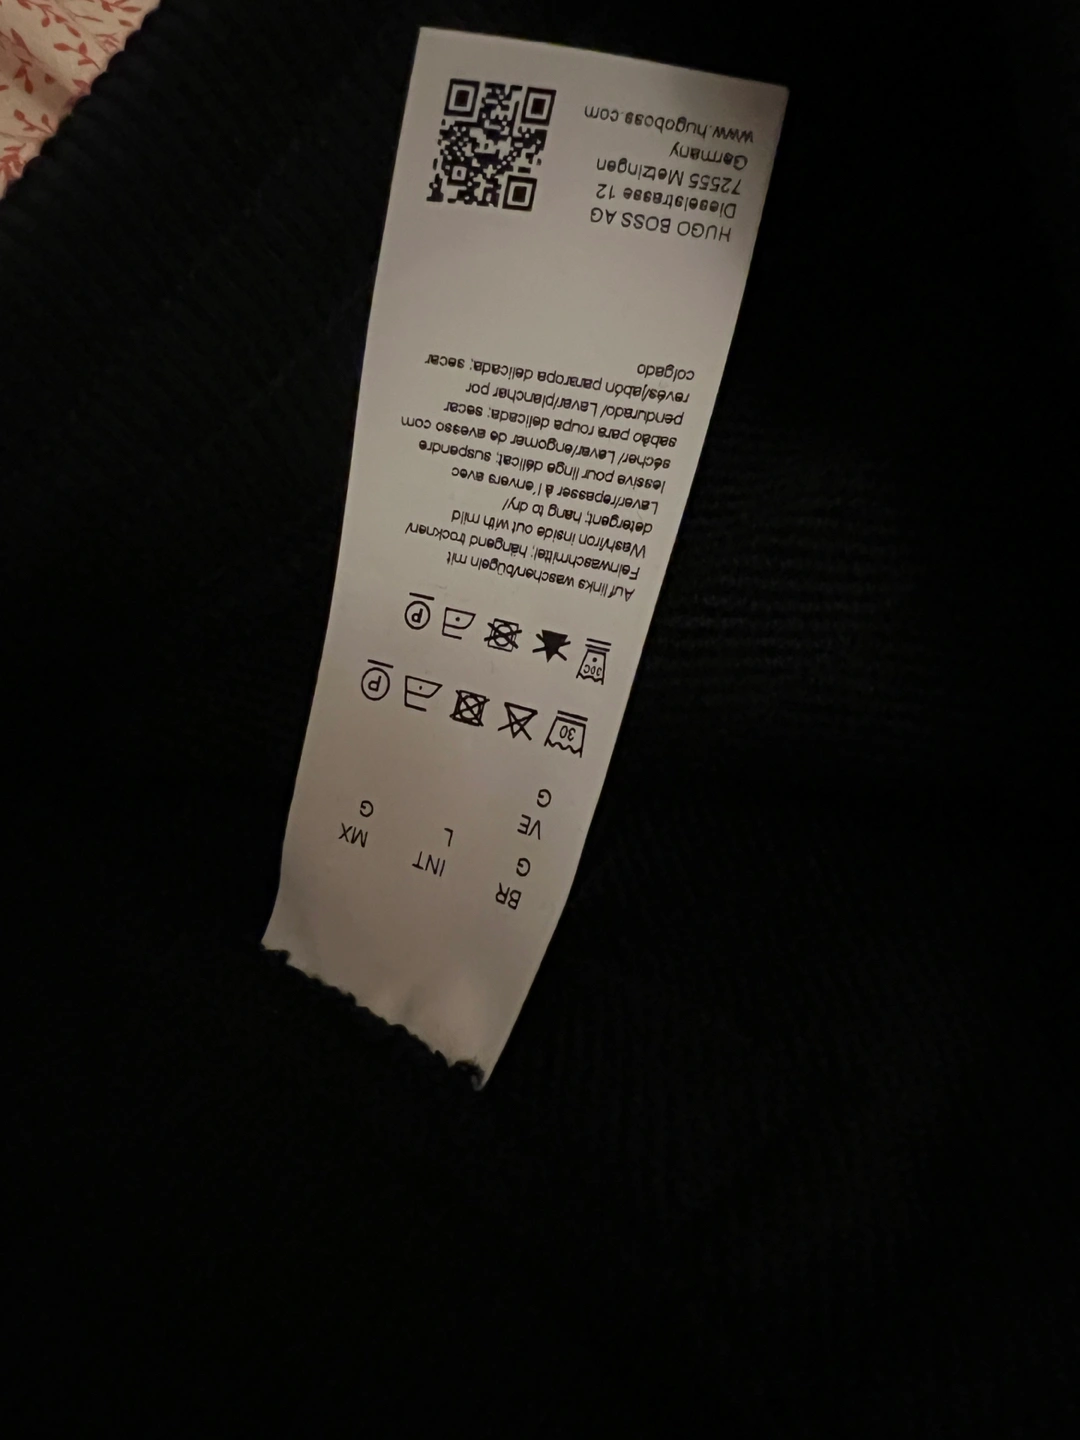 BR
G
VE
G
INT
L
MX
G
30
P
30C
P
Auf links waschen/bügeln mit
Feinwaschmittel; hängend trocknen/
Wash/iron inside out with mild
detergent; hang to dry/
Laver/repasser à l'envers avec
lessive pour linge délicat; suspendre
sécher/ Lavar/engomar de avesso com
sabão para roupa delicada; secar
pendurado/ Lavar/planchar por
revés/jabón pararopa delicada; secar
colgado
HUGO BOSS AG
Dieselstrasse 12
72555 Metzingen
Germany
www.hugoboss.com